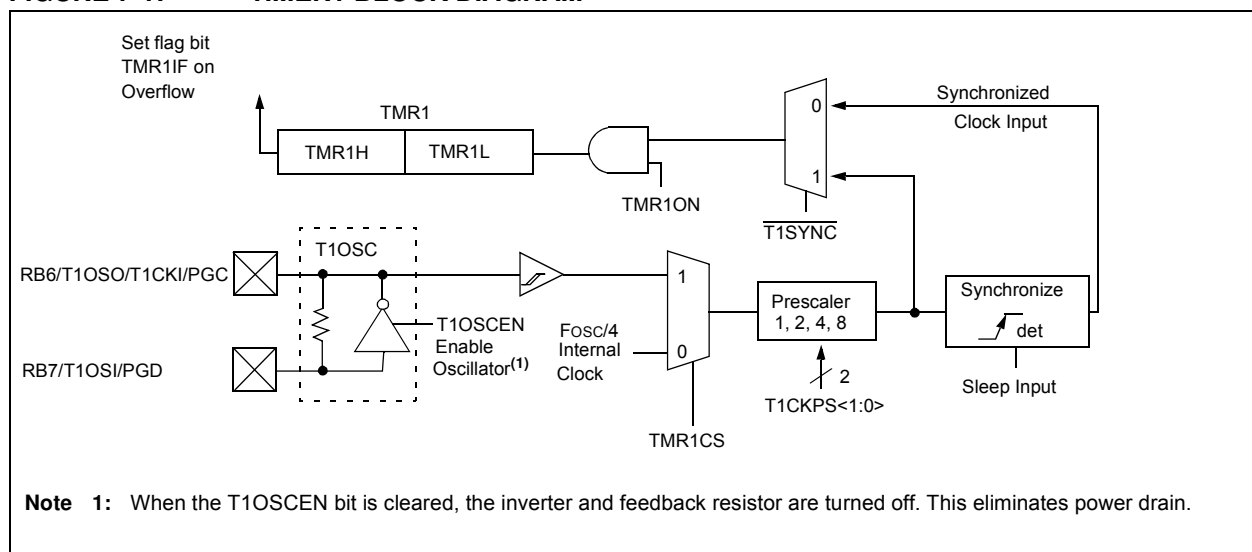 Set flag bit
TMR1IF on
Overflow
TMR1
TMR1H
TMR1L
TMR1ON
0
1
T1SYNC
Synchronized
Clock Input
RB6/T1OSO/T1CKI/PGC
T1OSC
RB7/T1OSI/PGD
T1OSCEN
Enable
Oscillator(1)
FOSC/4
Internal
Clock
1
0
TMR1CS
Prescaler
1, 2, 4, 8
2
T1CKPS<1:0>
Synchronize
det
Sleep Input
Note 1: When the T1OSCEN bit is cleared, the inverter and feedback resistor are turned off. This eliminates power drain.